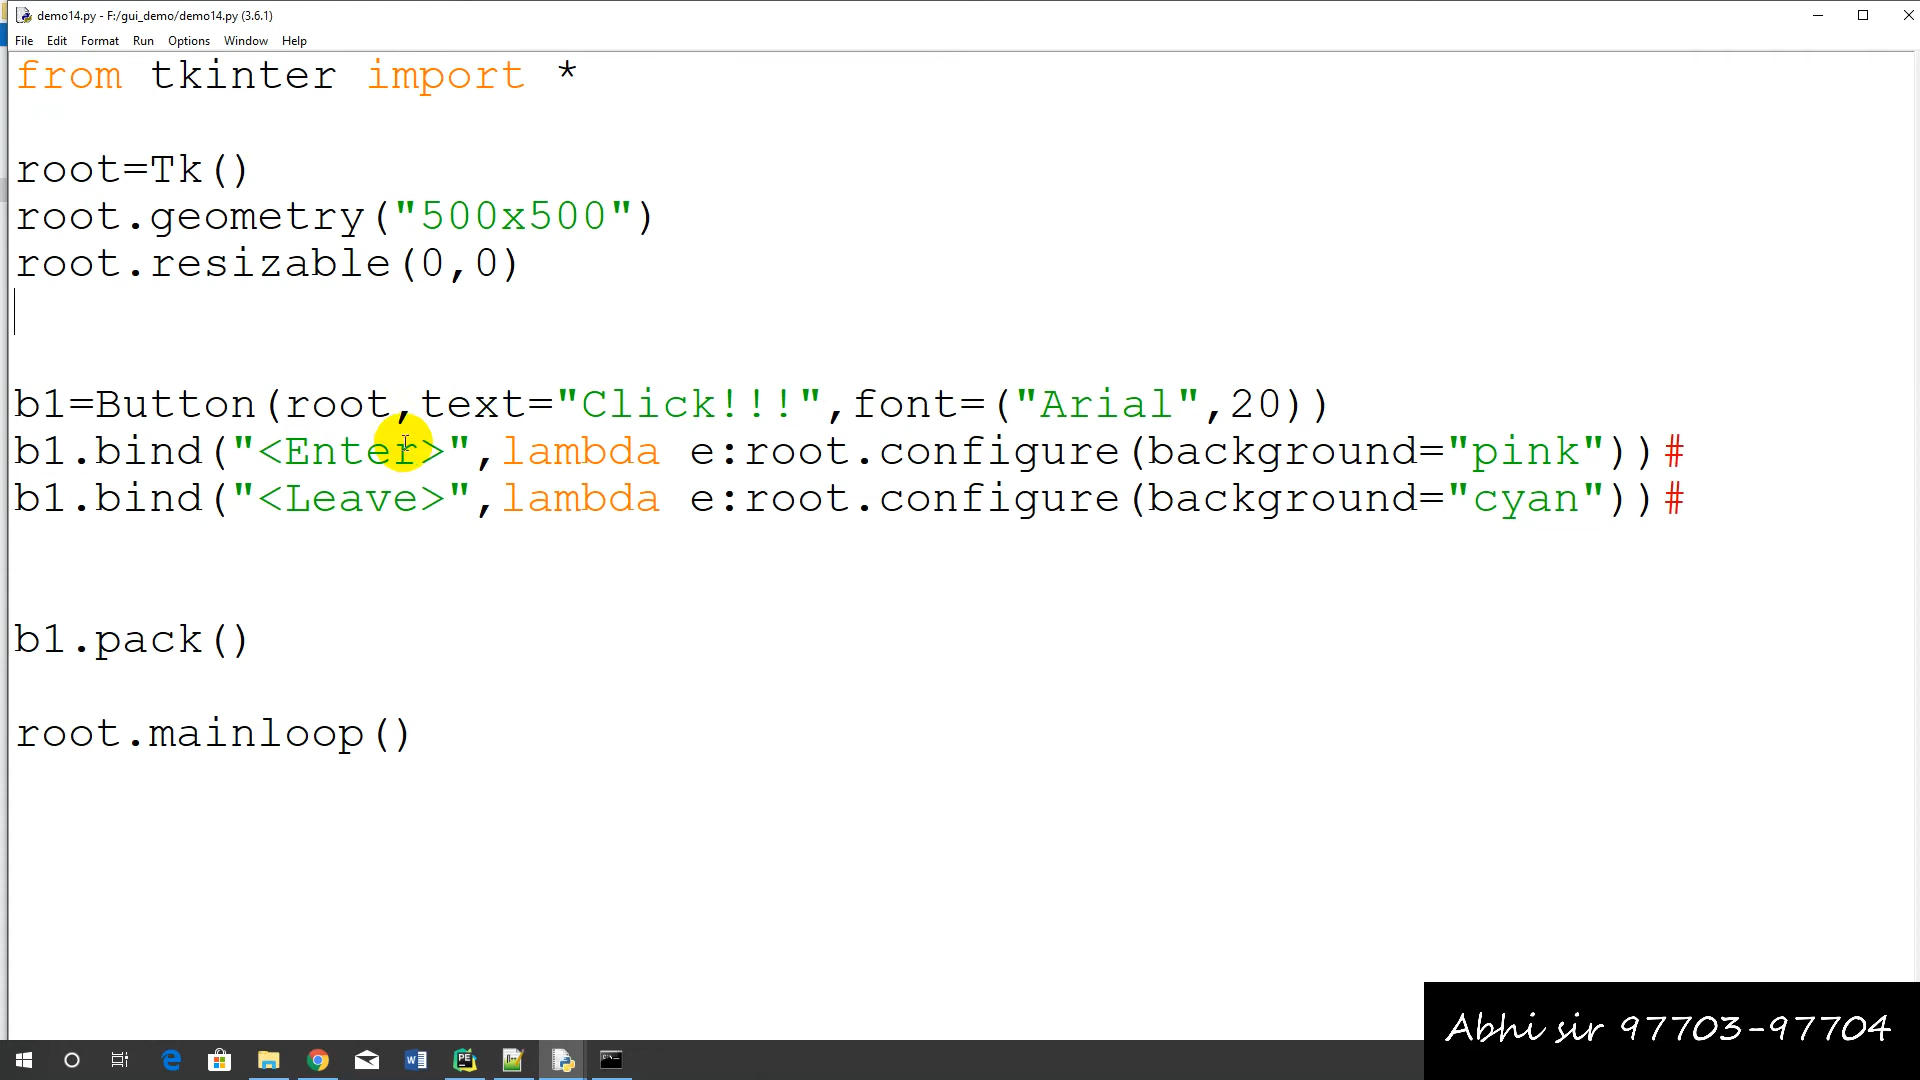 demo14.py - F:/gui_demo/demo14.py (3.6.1)
File Edit Format Run Options Window Help
from tkinter import *
root=Tk()
root.geometry("500x500")
root.resizable(0,0)
b1=Button(root,text="Click!!!",font=("Arial",20))
b1.bind("<Enter>",lambda e:root.configure(background="pink"))#
b1.bind("<Leave>",lambda e:root.configure(background="cyan"))#
b1.pack()
root.mainloop()
Abhi sir 97703-97704